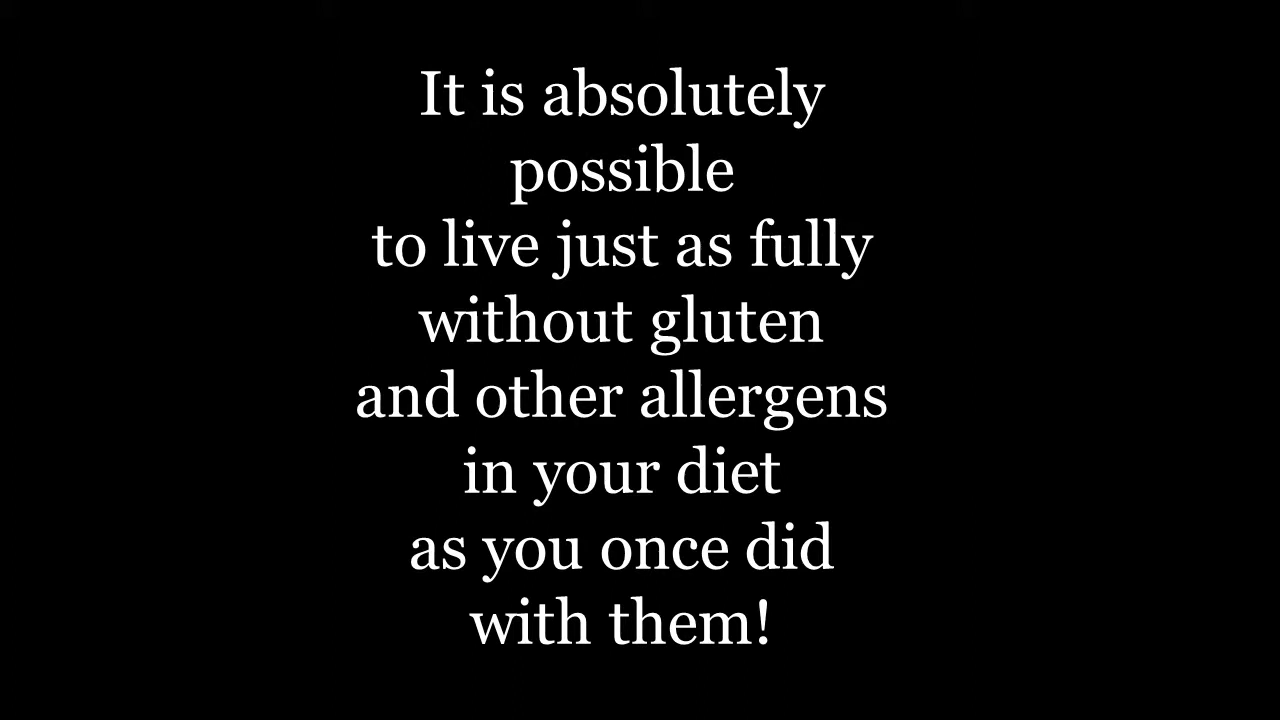 It is absolutely
possible
to live just as fully
without gluten
and other allergens
in your diet
as you once did
with them!